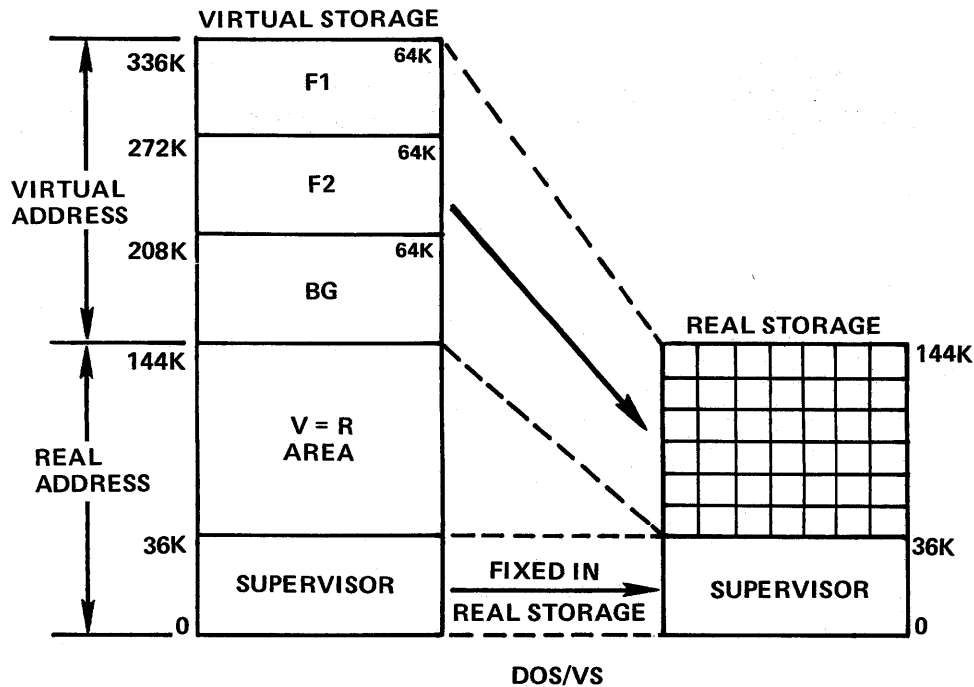 VIRTUAL STORAGE
336K
64K
F1
272K
64K
F2
VIRTUAL
ADDRESS
208K
64K
BG
REAL STORAGE
144K
144K
V = R
AREA
REAL
ADDRESS
36K
36K
SUPERVISOR
FIXED IN
REAL STORAGE
SUPERVISOR
0
0
DOS/VS